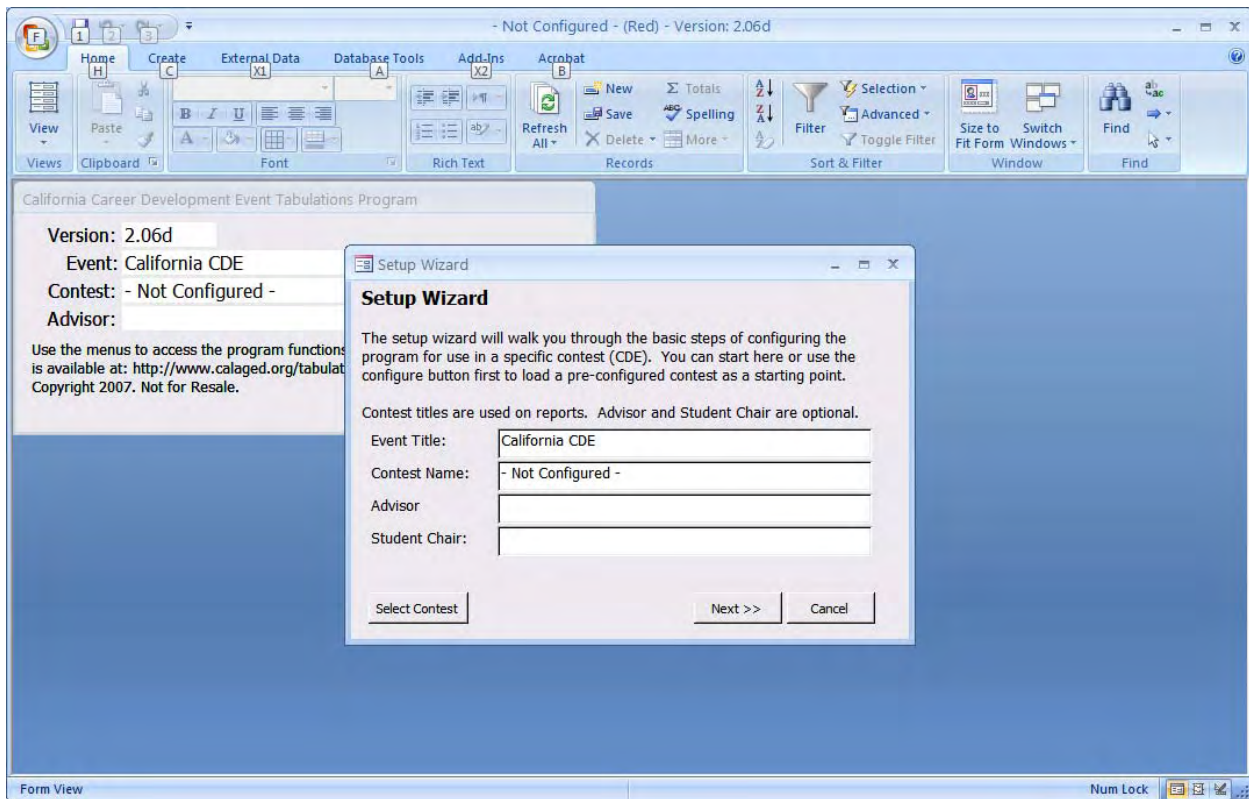 - Not Configured - (Red) - Version: 2.06d
F
1
2
3
Home
Create
External Data
Database Tools
Add-Ins
Acrobat
H
C
X1
A
X2
B
View
Paste
B I U
A
ab
Refresh All
New
Save
Delete
Σ Totals
ABC Spelling
More
A Z
Z A
Filter
Selection
Advanced
Toggle Filter
Size to Fit Form
Switch Windows
Find
ab ac
Views
Clipboard
Font
Rich Text
Records
Sort & Filter
Window
Find
California Career Development Event Tabulations Program
Version: 2.06d
Event: California CDE
Contest: - Not Configured -
Advisor:
Use the menus to access the program functions
is available at: http://www.calaged.org/tabulat
Copyright 2007. Not for Resale.
Setup Wizard
Setup Wizard
The setup wizard will walk you through the basic steps of configuring the
program for use in a specific contest (CDE). You can start here or use the
configure button first to load a pre-configured contest as a starting point.
Contest titles are used on reports. Advisor and Student Chair are optional.
Event Title: California CDE
Contest Name: - Not Configured -
Advisor
Student Chair:
Select Contest
Next >>
Cancel
Form View
Num Lock